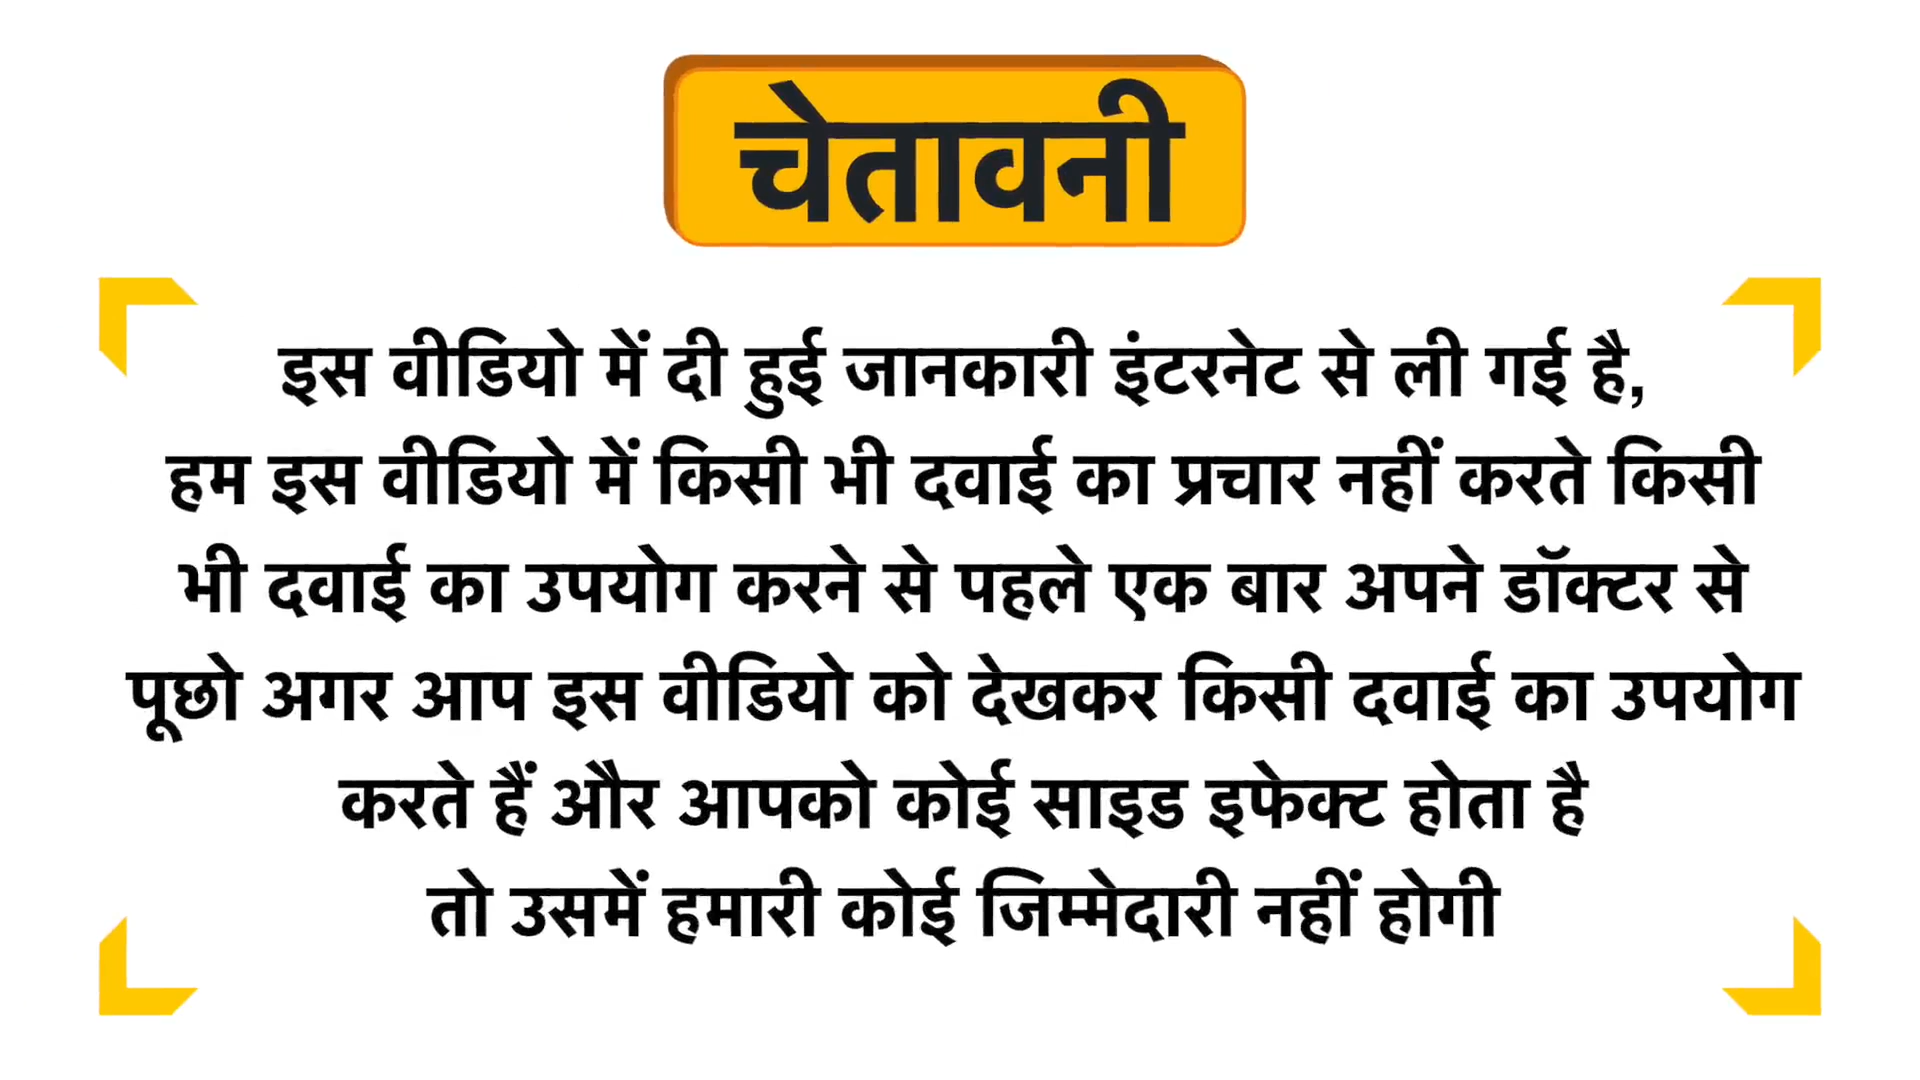 चेतावनी
इस वीडियो में दी हुई जानकारी इंटरनेट से ली गई है,
हम इस वीडियो में किसी भी दवाई का प्रचार नहीं करते किसी
भी दवाई का उपयोग करने से पहले एक बार अपने डॉक्टर से
पूछो अगर आप इस वीडियो को देखकर किसी दवाई का उपयोग
करते हैं और आपको कोई साइड इफेक्ट होता है
तो उसमें हमारी कोई जिम्मेदारी नहीं होगी